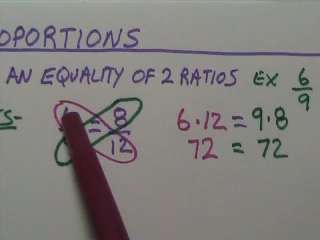 OPORTIONS
AN EQUALITY OF 2 RATIOS EX 6/9
= 8/12 6·12 = 9·8
72 = 72